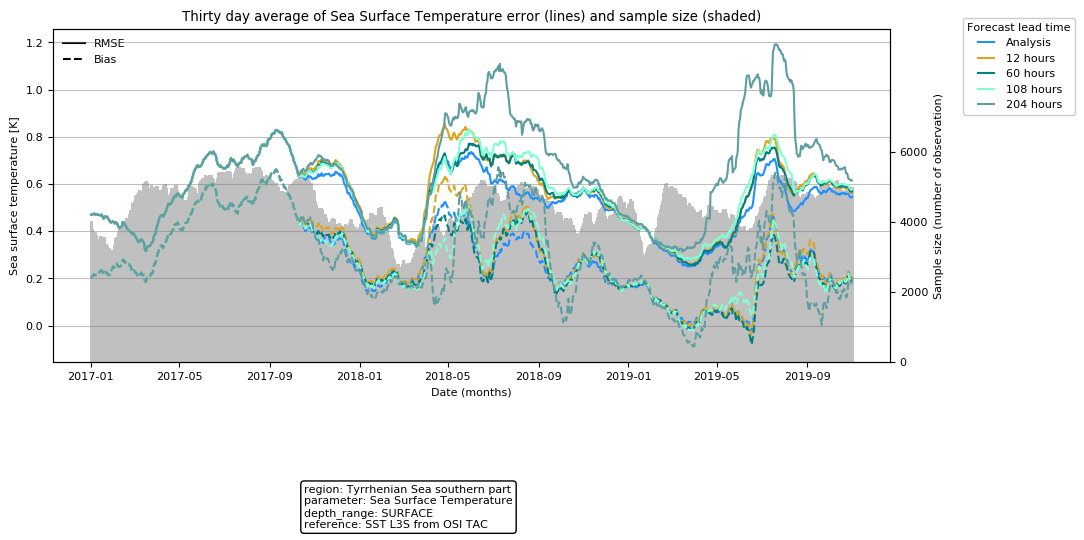 Thirty day average of Sea Surface Temperature error (lines) and sample size (shaded)
Forecast lead time
Analysis
12 hours
60 hours
108 hours
204 hours
RMSE
Bias
Sea surface temperature [K]
1.2
1.0
0.8
0.6
0.4
0.2
0.0
Sample size (number of observation)
6000
4000
2000
0
2017-01 2017-05 2017-09 2018-01 2018-05 2018-09 2019-01 2019-05 2019-09
Date (months)
region: Tyrrhenian Sea southern part
parameter: Sea Surface Temperature
depth_range: SURFACE
reference: SST L3S from OSI TAC